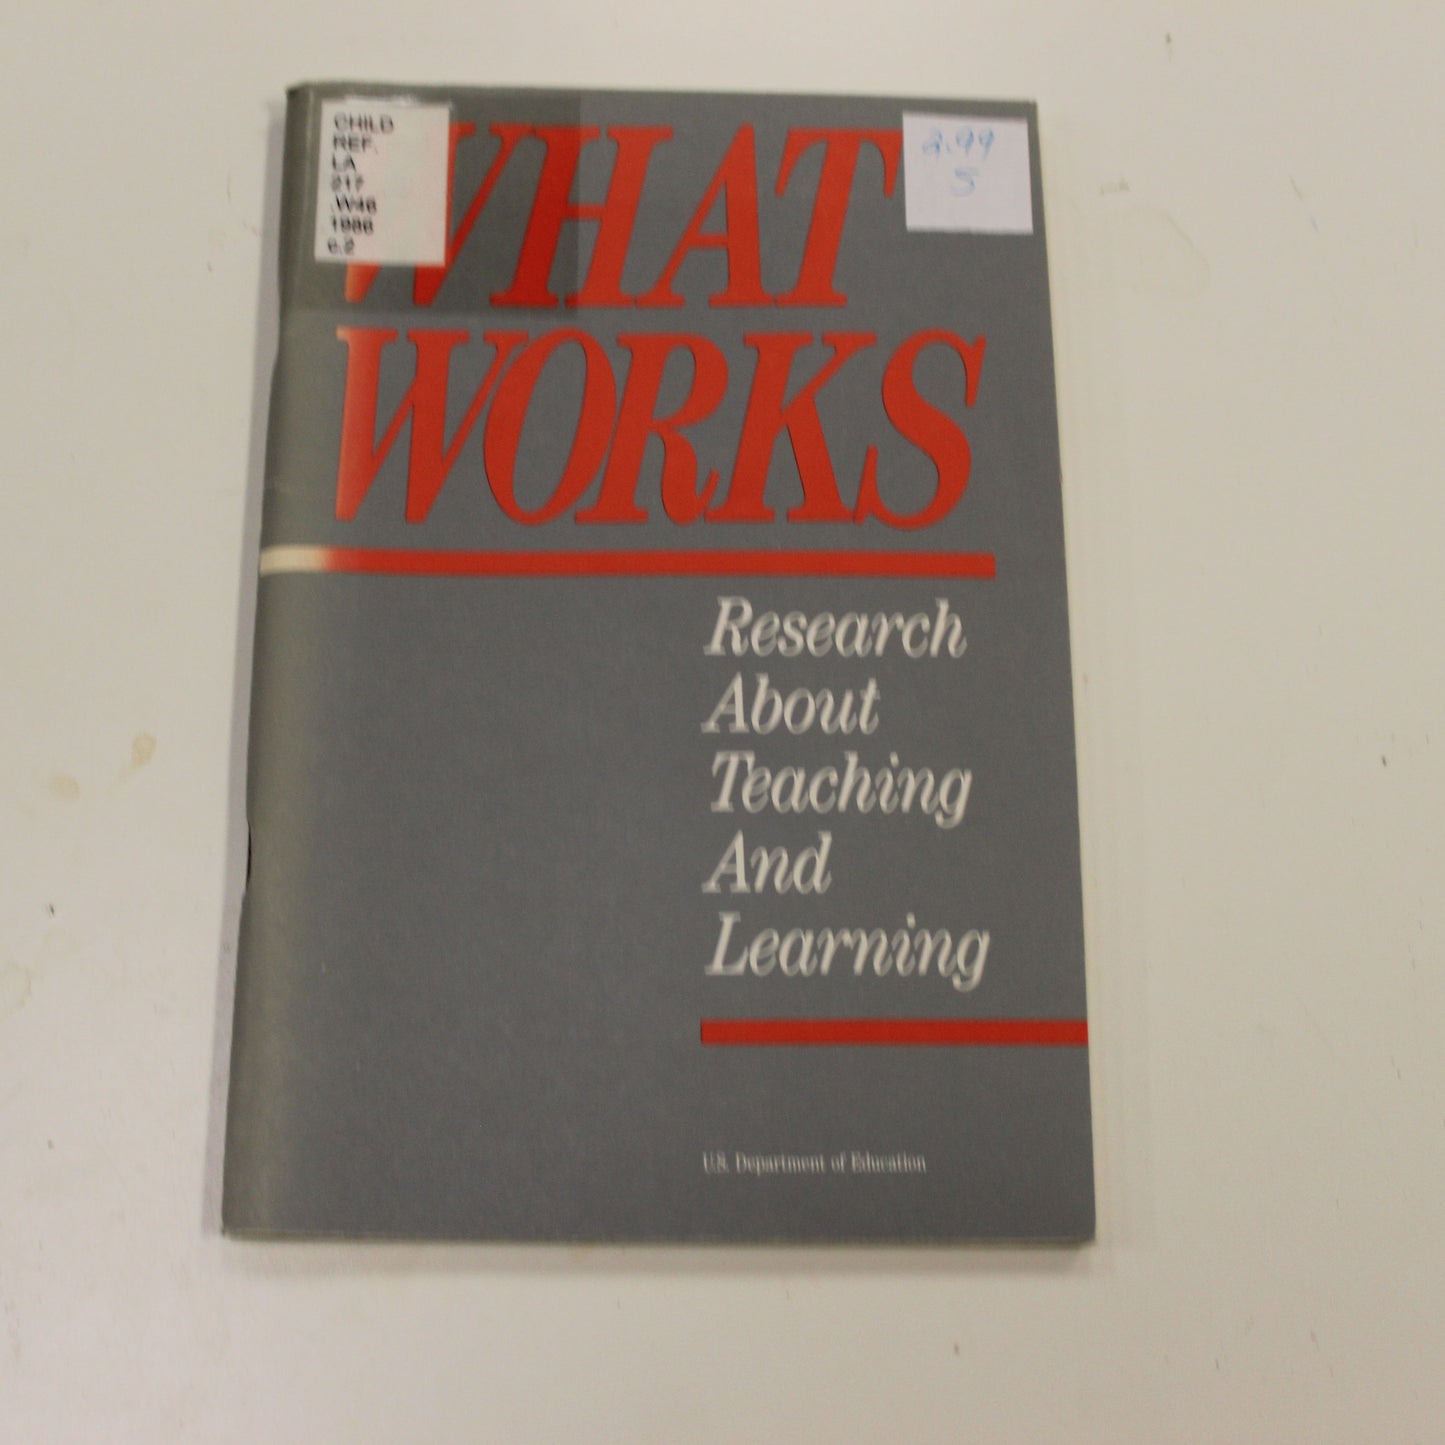 CHILD
REF.
LA
217
.W46
1986
c.2
2.99
5
WHAT
WORKS
Research
About
Teaching
And
Learning
U.S. Department of Education